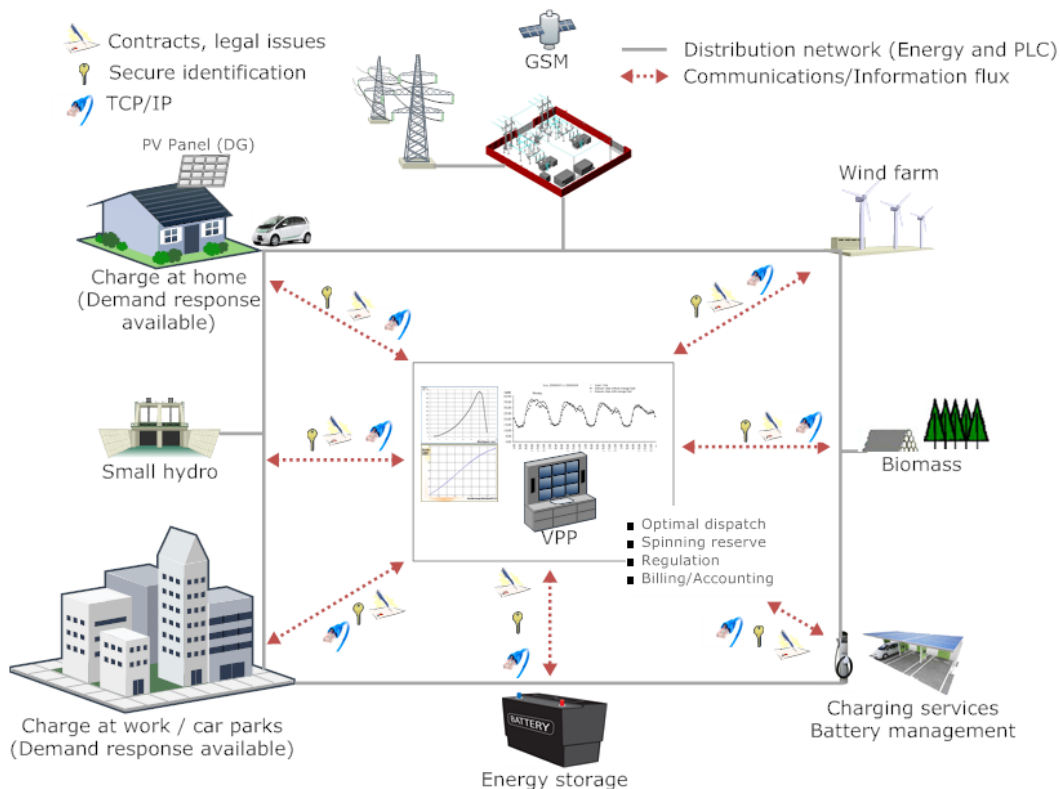 Contracts, legal issues
Secure identification
TCP/IP
GSM
Distribution network (Energy and PLC)
Communications/Information flux
PV Panel (DG)
Wind farm
Charge at home
(Demand response
available)
Small hydro
Biomass
VPP
Optimal dispatch
Spinning reserve
Regulation
Billing/Accounting
Charge at work / car parks
(Demand response available)
BATTERY
Energy storage
Charging services
Battery management